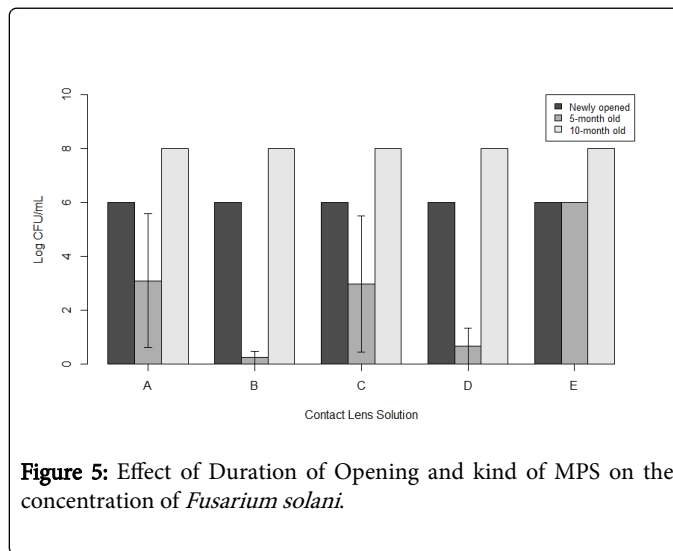 10
8
6
4
2
0
Log CFU/mL
Newly opened
5-month old
10-month old
A B C D E
Contact Lens Solution
Figure 5: Effect of Duration of Opening and kind of MPS on the
concentration of Fusarium solani.